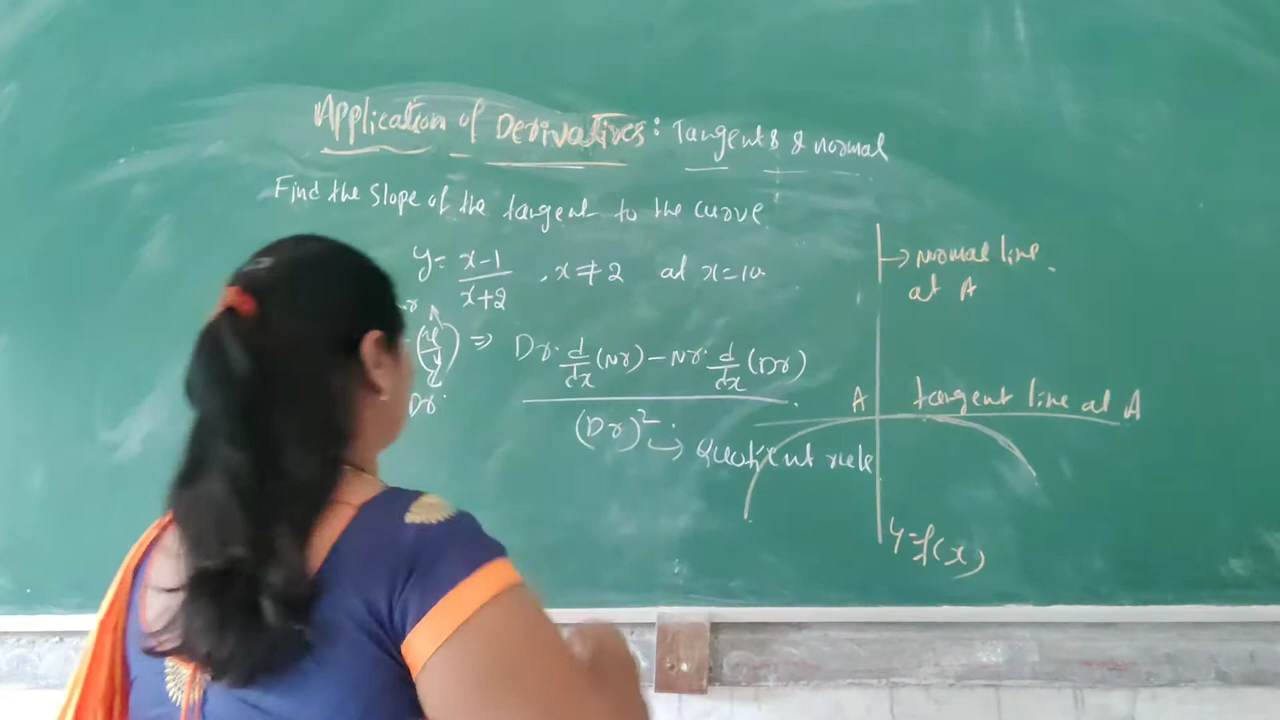 Application of Derivatives: Tangents & normal
Find the slope of the tangent to the curve
y = x-1/x+2 , x≠2 at x=10.
⇒ Dr. d/dx (Nr) - Nr. d/dx (Dr)
(Dr)² → Quotient rule
Dr.
→ normal line
at A
A tangent line at A
y=f(x)